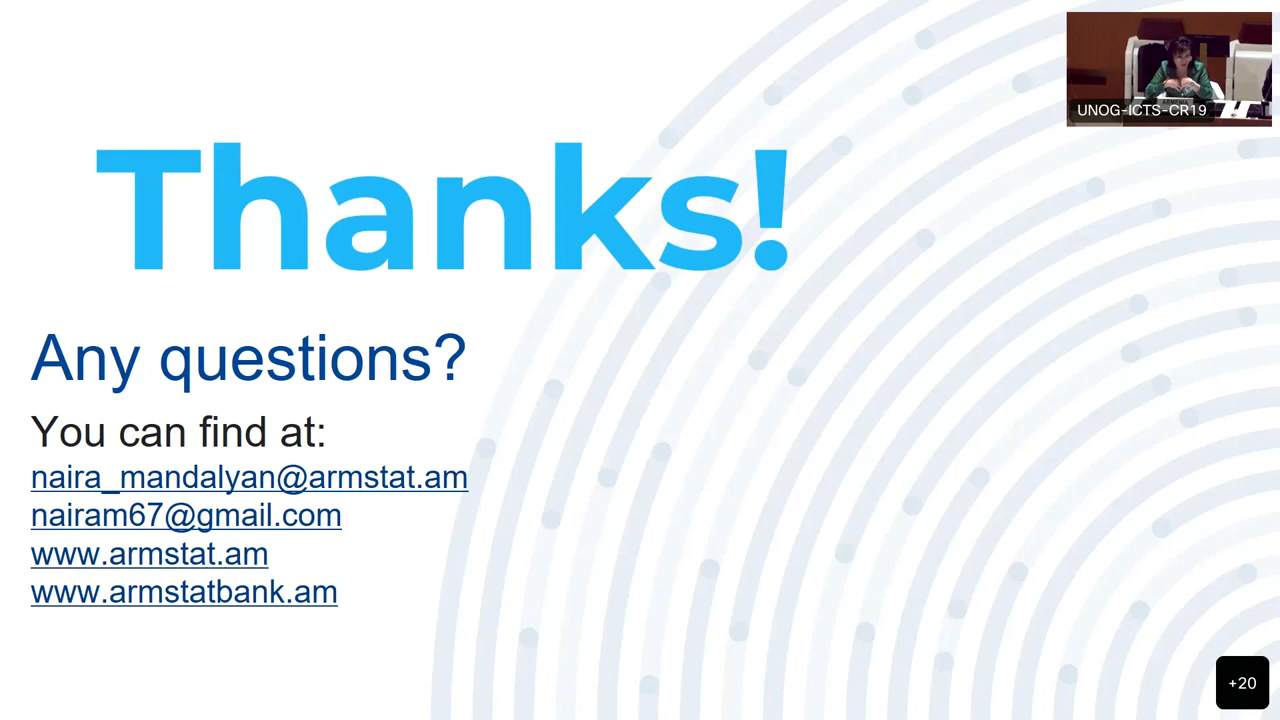 UNOG-ICTS-CR19
Thanks!
Any questions?
You can find at:
naira_mandalyan@armstat.am
nairam67@gmail.com
www.armstat.am
www.armstatbank.am
+20